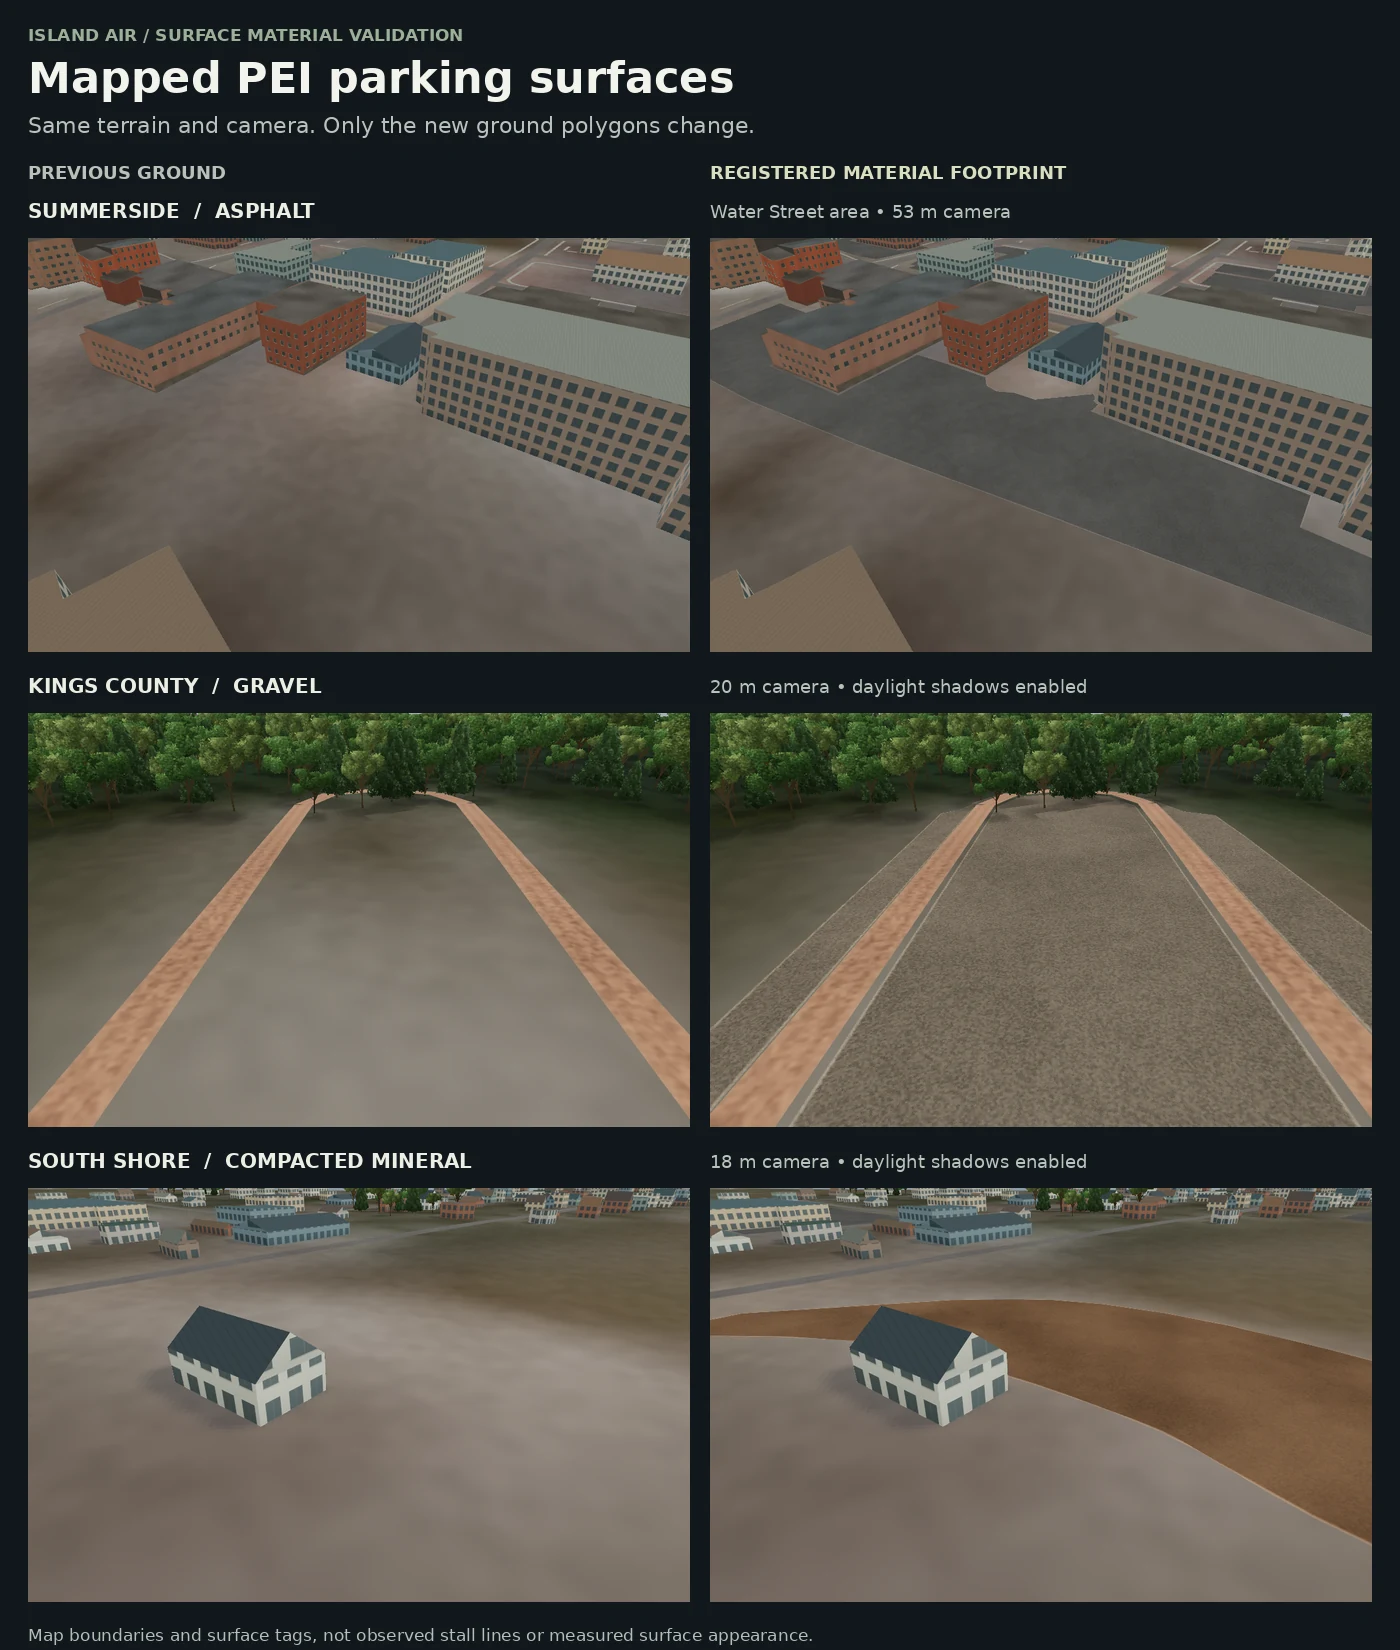 ISLAND AIR / SURFACE MATERIAL VALIDATION
Mapped PEI parking surfaces
Same terrain and camera. Only the new ground polygons change.
PREVIOUS GROUND
REGISTERED MATERIAL FOOTPRINT
SUMMERSIDE / ASPHALT
Water Street area • 53 m camera
KINGS COUNTY / GRAVEL
20 m camera • daylight shadows enabled
SOUTH SHORE / COMPACTED MINERAL
18 m camera • daylight shadows enabled
Map boundaries and surface tags, not observed stall lines or measured surface appearance.